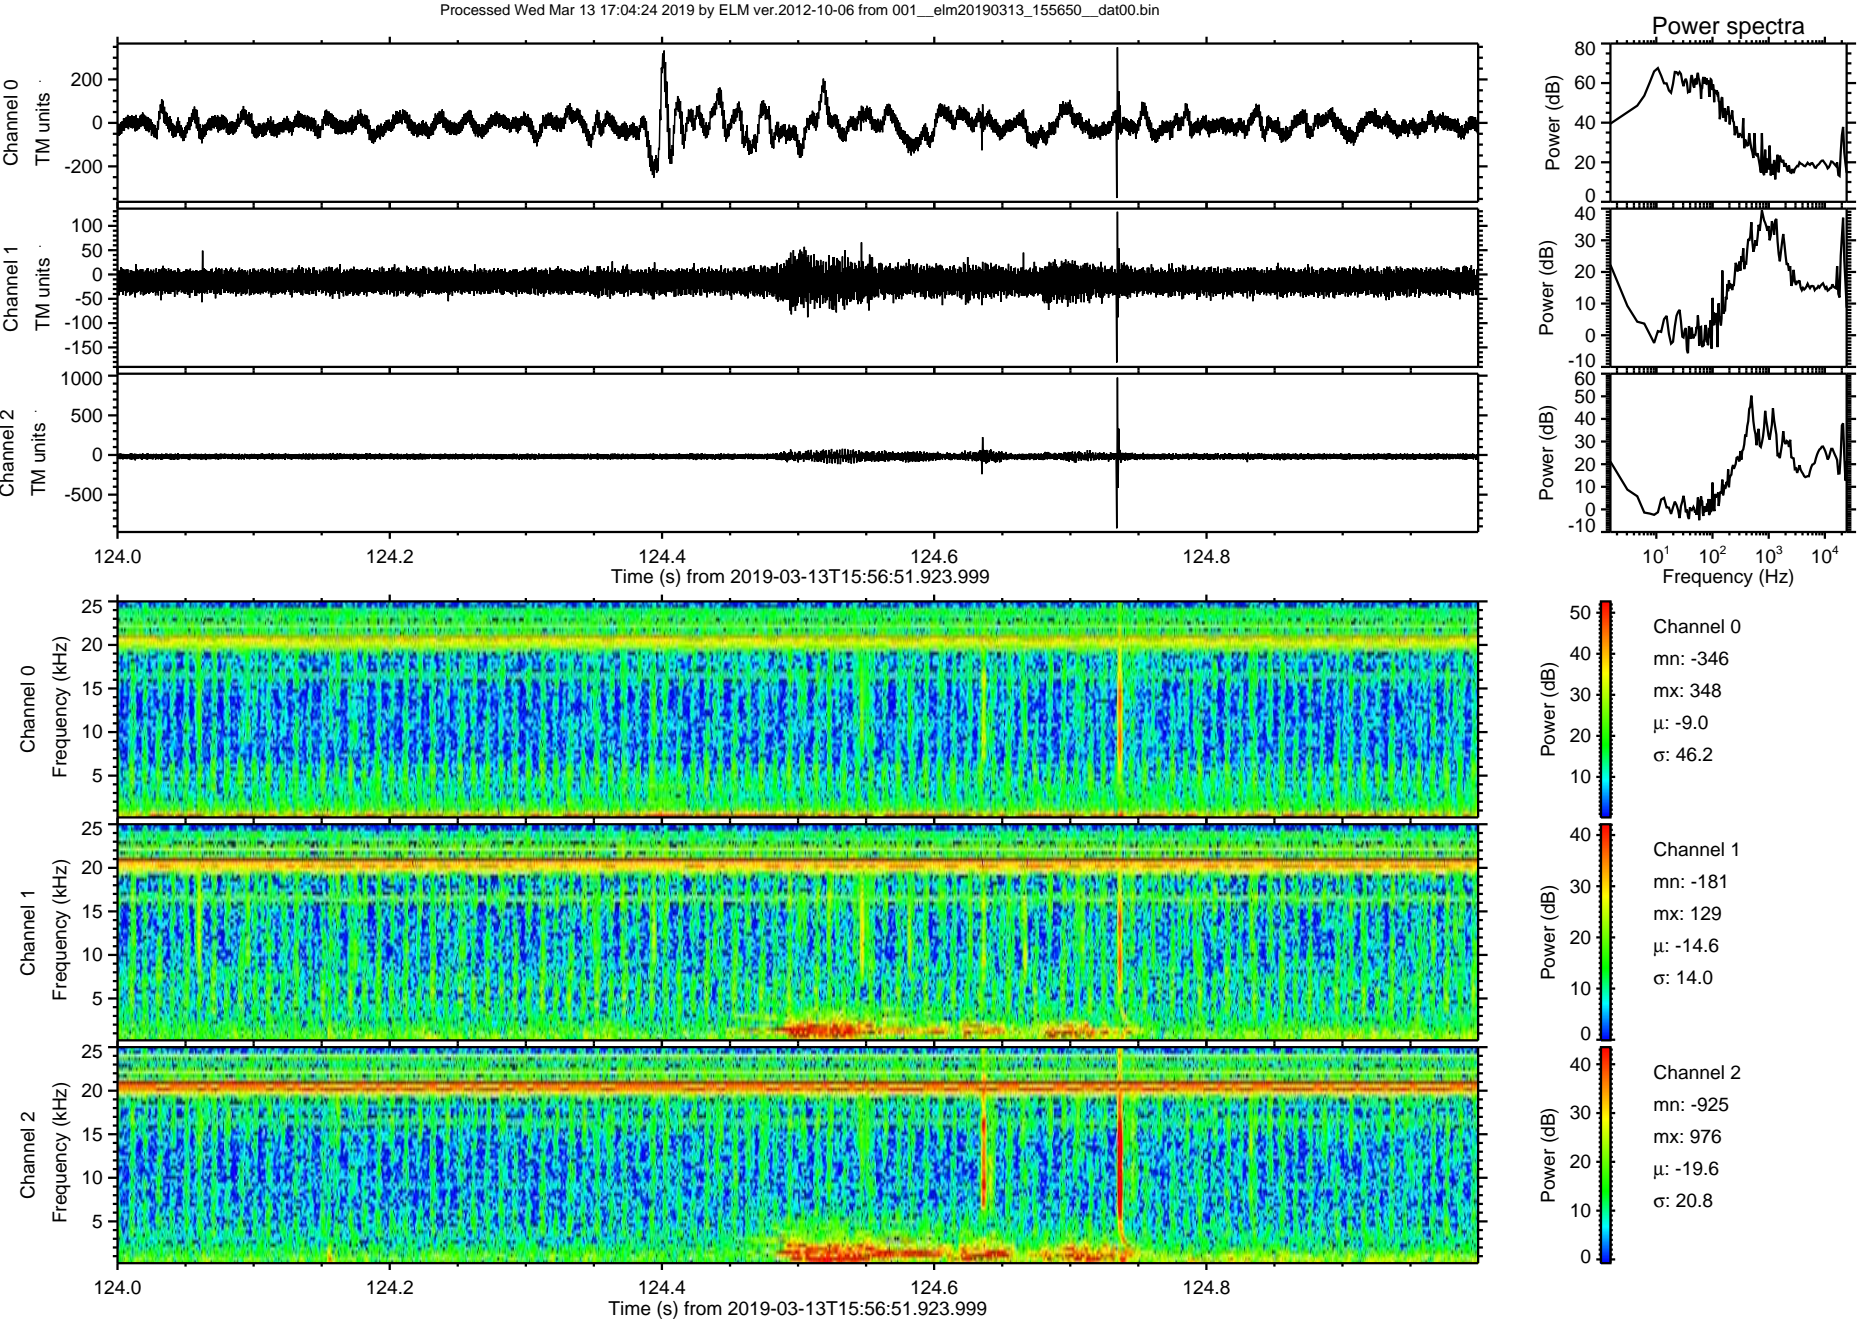 Processed Wed Mar 13 17:04:24 2019 by ELM ver.2012-10-06 from 001__elm20190313_155650__dat00.bin
Power spectra
Channel 0
TM units
200
0
-200
Power (dB)
80
60
40
20
0
Channel 1
TM units
100
50
0
-50
-100
-150
Power (dB)
40
30
20
10
0
-10
Channel 2
TM units
1000
500
0
-500
Power (dB)
60
50
40
30
20
10
0
-10
124.0 124.2 124.4 124.6 124.8
Time (s) from 2019-03-13T15:56:51.923.999
10¹ 10² 10³ 10⁴
Frequency (Hz)
Channel 0
Frequency (kHz)
25
20
15
10
5
Power (dB)
50
40
30
20
10
Channel 0
mn: -346
mx: 348
μ: -9.0
σ: 46.2
Channel 1
Frequency (kHz)
25
20
15
10
5
Power (dB)
40
30
20
10
0
Channel 1
mn: -181
mx: 129
μ: -14.6
σ: 14.0
Channel 2
Frequency (kHz)
25
20
15
10
5
Power (dB)
40
30
20
10
0
Channel 2
mn: -925
mx: 976
μ: -19.6
σ: 20.8
124.0 124.2 124.4 124.6 124.8
Time (s) from 2019-03-13T15:56:51.923.999